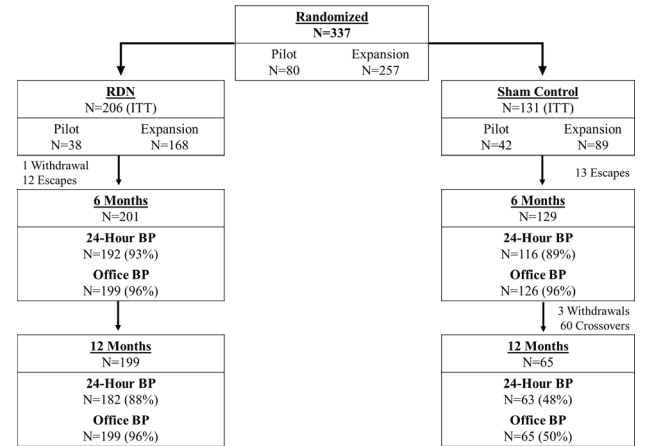 Randomized
N=337
Pilot Expansion
N=80 N=257
RDN
N=206 (ITT)
Pilot Expansion
N=38 N=168
Sham Control
N=131 (ITT)
Pilot Expansion
N=42 N=89
1 Withdrawal
12 Escapes
13 Escapes
6 Months
N=201
24-Hour BP
N=192 (93%)
Office BP
N=199 (96%)
6 Months
N=129
24-Hour BP
N=116 (89%)
Office BP
N=126 (96%)
3 Withdrawals
60 Crossovers
12 Months
N=199
24-Hour BP
N=182 (88%)
Office BP
N=199 (96%)
12 Months
N=65
24-Hour BP
N=63 (48%)
Office BP
N=65 (50%)